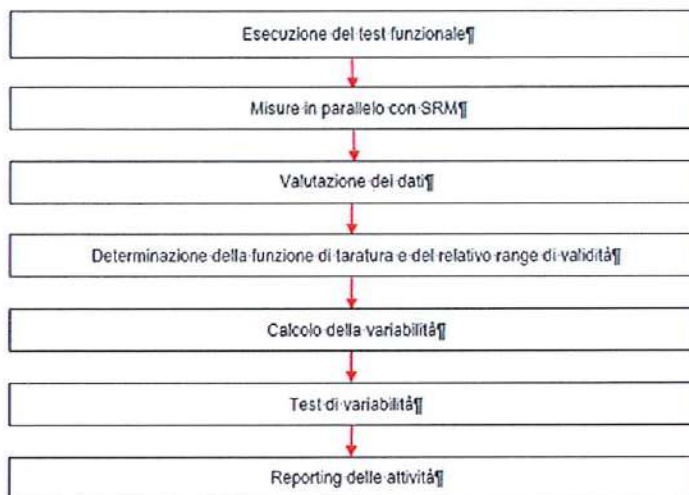 Esecuzione del test funzionale¶
Misure in parallelo con SRM¶
Valutazione dei dati¶
Determinazione della funzione di taratura e del relativo range di validità¶
Calcolo della variabilità¶
Test di variabilità¶
Reporting delle attività¶